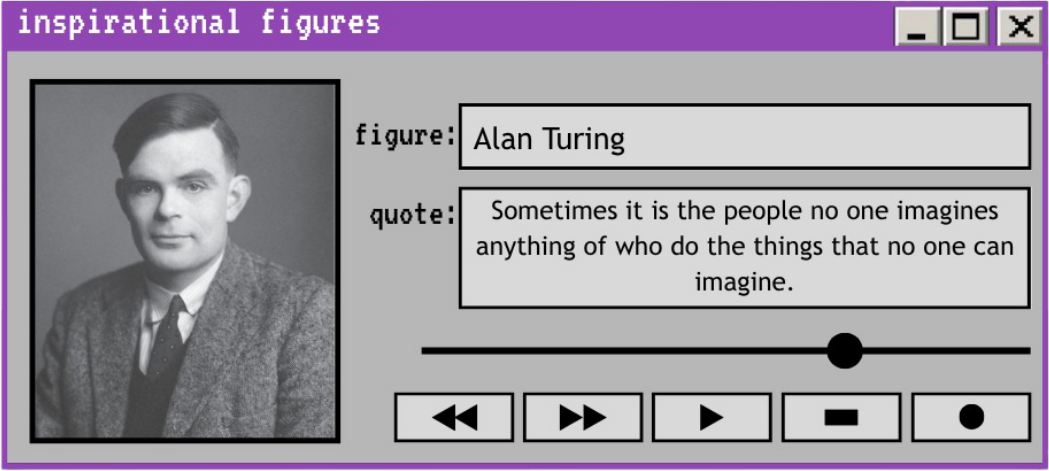 inspirational figures
figure: Alan Turing
quote: Sometimes it is the people no one imagines
anything of who do the things that no one can
imagine.